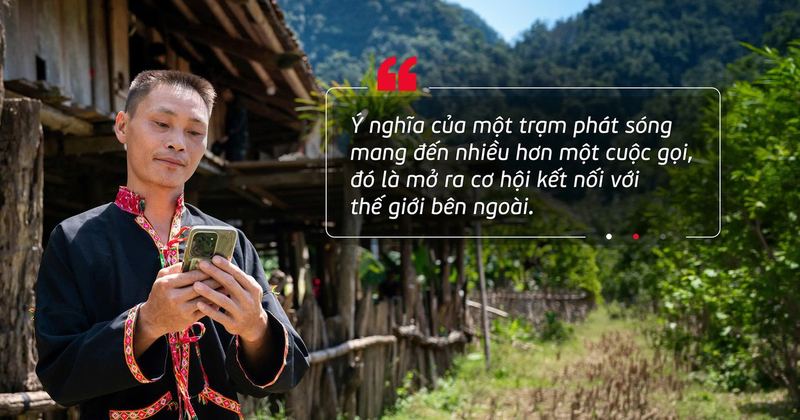 Ý nghĩa của một trạm phát sóng
mang đến nhiều hơn một cuộc gọi,
đó là mở ra cơ hội kết nối với
thế giới bên ngoài.